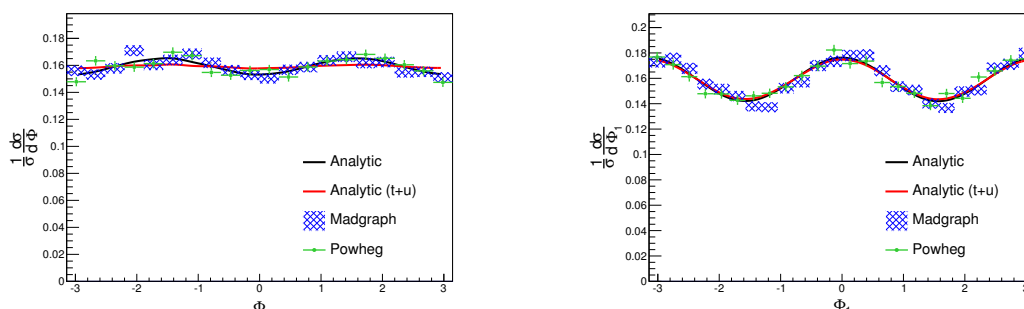 0.18
0.16
0.14
0.12
0.1
0.08
0.06
0.04
0.02
0
1/σ dσ/dΦ
Analytic
Analytic (t+u)
Madgraph
Powheg
-3 -2 -1 0 1 2 3
Φ
0.2
0.18
0.16
0.14
0.12
0.1
0.08
0.06
0.04
0.02
0
1/σ dσ/dΦ₁
Analytic
Analytic (t+u)
Madgraph
Powheg
-3 -2 -1 0 1 2 3
Φ₁